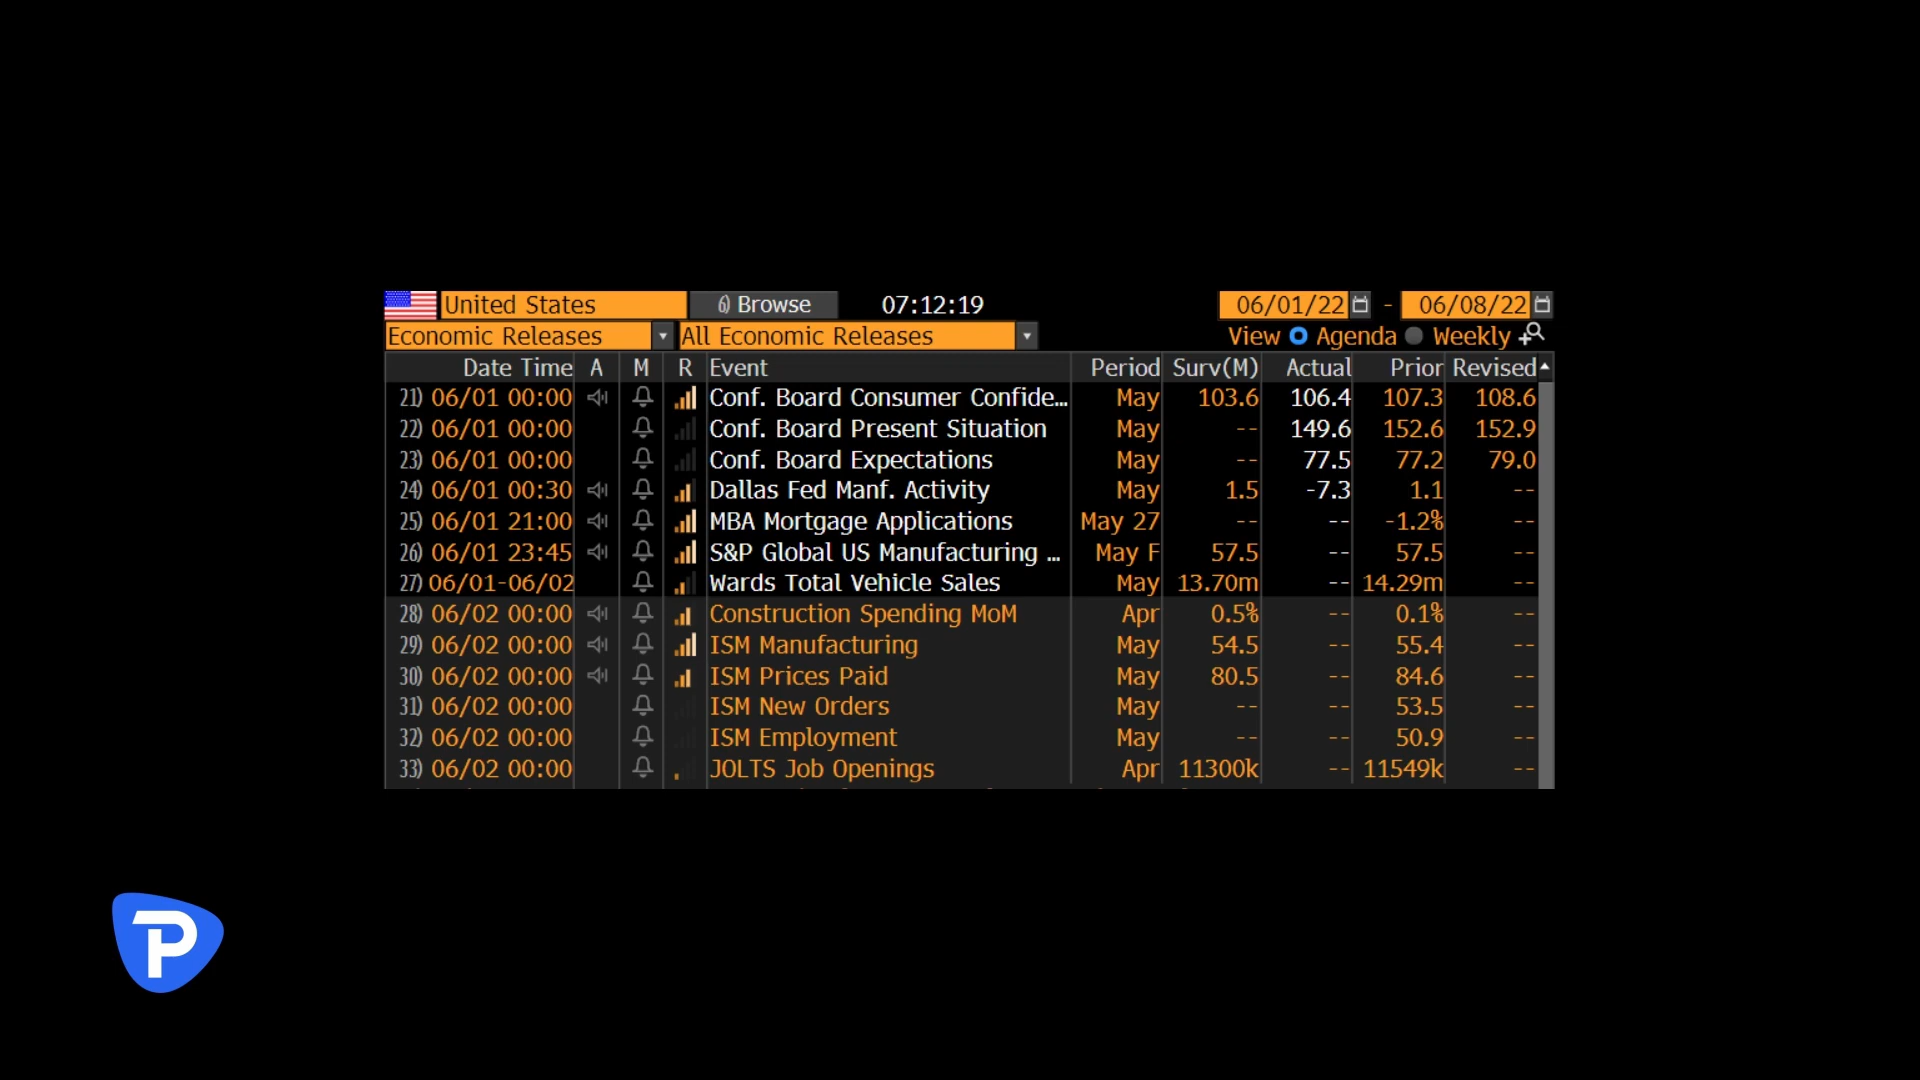 United States 6) Browse 07:12:19 06/01/22 - 06/08/22
Economic Releases All Economic Releases View Agenda Weekly
Date Time A M R Event Period Surv(M) Actual Prior Revised
21) 06/01 00:00 Conf. Board Consumer Confide... May 103.6 106.4 107.3 108.6
22) 06/01 00:00 Conf. Board Present Situation May -- 149.6 152.6 152.9
23) 06/01 00:00 Conf. Board Expectations May -- 77.5 77.2 79.0
24) 06/01 00:30 Dallas Fed Manf. Activity May 1.5 -7.3 1.1 --
25) 06/01 21:00 MBA Mortgage Applications May 27 -- -- -1.2% --
26) 06/01 23:45 S&P Global US Manufacturing ... May F 57.5 -- 57.5 --
27) 06/01-06/02 Wards Total Vehicle Sales May 13.70m -- 14.29m --
28) 06/02 00:00 Construction Spending MoM Apr 0.5% -- 0.1% --
29) 06/02 00:00 ISM Manufacturing May 54.5 -- 55.4 --
30) 06/02 00:00 ISM Prices Paid May 80.5 -- 84.6 --
31) 06/02 00:00 ISM New Orders May -- -- 53.5 --
32) 06/02 00:00 ISM Employment May -- -- 50.9 --
33) 06/02 00:00 JOLTS Job Openings Apr 11300k -- 11549k --
P